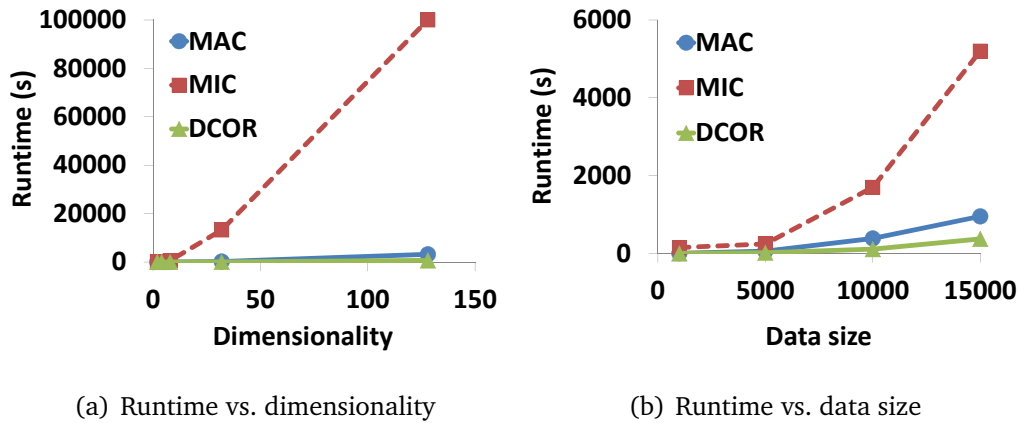 100000
80000
60000
40000
20000
0
Runtime (s)
MAC
MIC
DCOR
0 50 100 150
Dimensionality
(a) Runtime vs. dimensionality
6000
4000
2000
0
Runtime (s)
MAC
MIC
DCOR
0 5000 10000 15000
Data size
(b) Runtime vs. data size